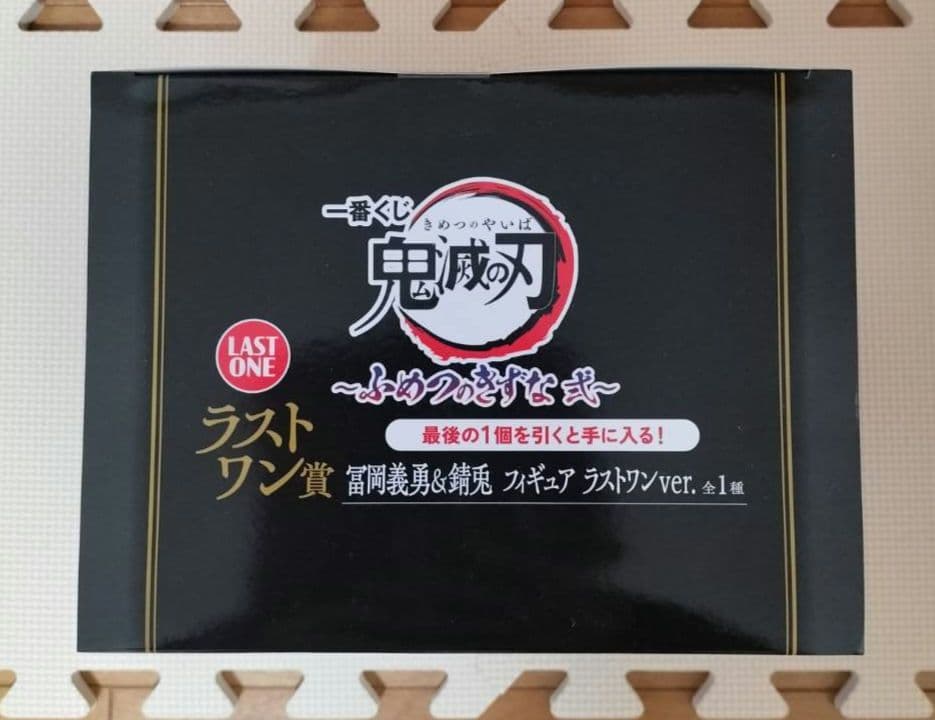 一番くじ
きめつのやいば
鬼滅の刃
～ふめつのきずな 弐～
LAST
ONE
ラスト
ワン賞
最後の1個を引くと手に入る!
冨岡義勇&錆兎 フィギュア ラストワンver. 全1種